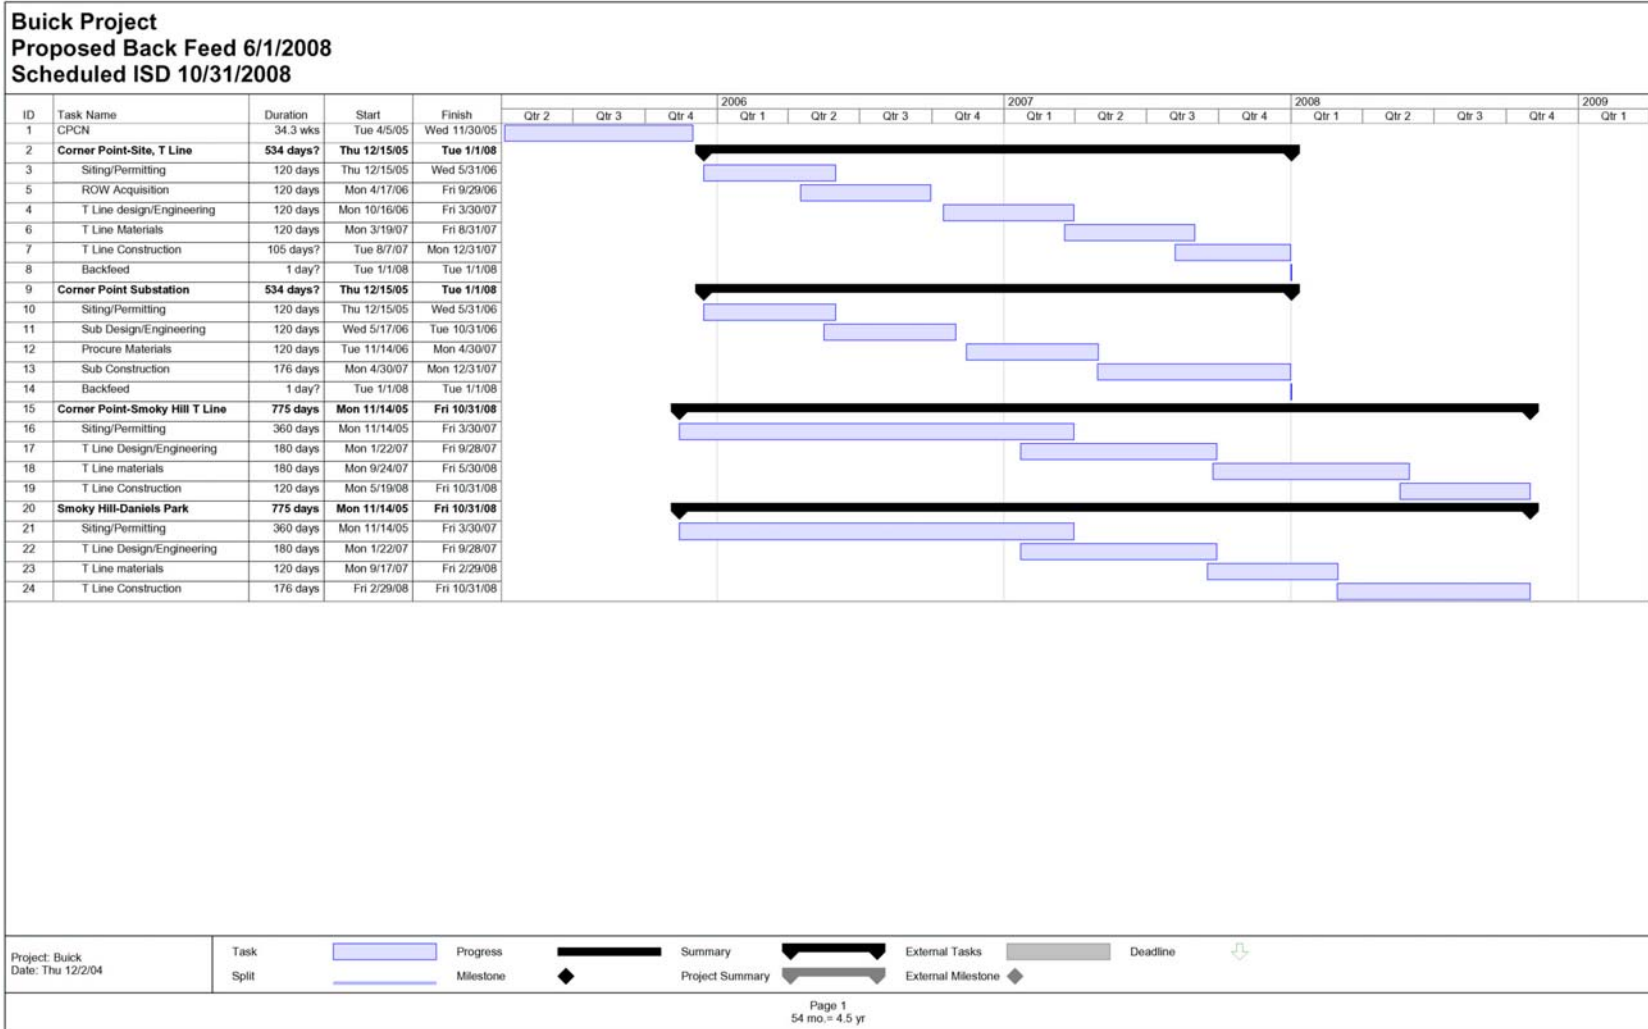 Buick Project
Proposed Back Feed 6/1/2008
Scheduled ISD 10/31/2008
2006 2007 2008 2009
ID Task Name Duration Start Finish Qtr 2 Qtr 3 Qtr 4 Qtr 1 Qtr 2 Qtr 3 Qtr 4 Qtr 1 Qtr 2 Qtr 3 Qtr 4 Qtr 1 Qtr 2 Qtr 3 Qtr 4 Qtr 1
1 CPCN 34.3 wks Tue 4/5/05 Wed 11/30/05
2 Corner Point-Site, T Line 534 days? Thu 12/15/05 Tue 1/1/08
3 Siting/Permitting 120 days Thu 12/15/05 Wed 5/31/06
5 ROW Acquisition 120 days Mon 4/17/06 Fri 9/29/06
4 T Line design/Engineering 120 days Mon 10/16/06 Fri 3/30/07
6 T Line Materials 120 days Mon 3/19/07 Fri 8/31/07
7 T Line Construction 105 days? Tue 8/7/07 Mon 12/31/07
8 Backfeed 1 day? Tue 1/1/08 Tue 1/1/08
9 Corner Point Substation 534 days? Thu 12/15/05 Tue 1/1/08
10 Siting/Permitting 120 days Thu 12/15/05 Wed 5/31/06
11 Sub Design/Engineering 120 days Wed 5/17/06 Tue 10/31/06
12 Procure Materials 120 days Tue 11/14/06 Mon 4/30/07
13 Sub Construction 176 days Mon 4/30/07 Mon 12/31/07
14 Backfeed 1 day? Tue 1/1/08 Tue 1/1/08
15 Corner Point-Smoky Hill T Line 775 days Mon 11/14/05 Fri 10/31/08
16 Siting/Permitting 360 days Mon 11/14/05 Fri 3/30/07
17 T Line Design/Engineering 180 days Mon 1/22/07 Fri 9/28/07
18 T Line materials 180 days Mon 9/24/07 Fri 5/30/08
19 T Line Construction 120 days Mon 5/19/08 Fri 10/31/08
20 Smoky Hill-Daniels Park 775 days Mon 11/14/05 Fri 10/31/08
21 Siting/Permitting 360 days Mon 11/14/05 Fri 3/30/07
22 T Line Design/Engineering 180 days Mon 1/22/07 Fri 9/28/07
23 T Line materials 120 days Mon 9/17/07 Fri 2/29/08
24 T Line Construction 176 days Fri 2/29/08 Fri 10/31/08
Project: Buick
Date: Thu 12/2/04
Task Progress Summary External Tasks Deadline
Split Milestone Project Summary External Milestone
Page 1
54 mo.= 4.5 yr